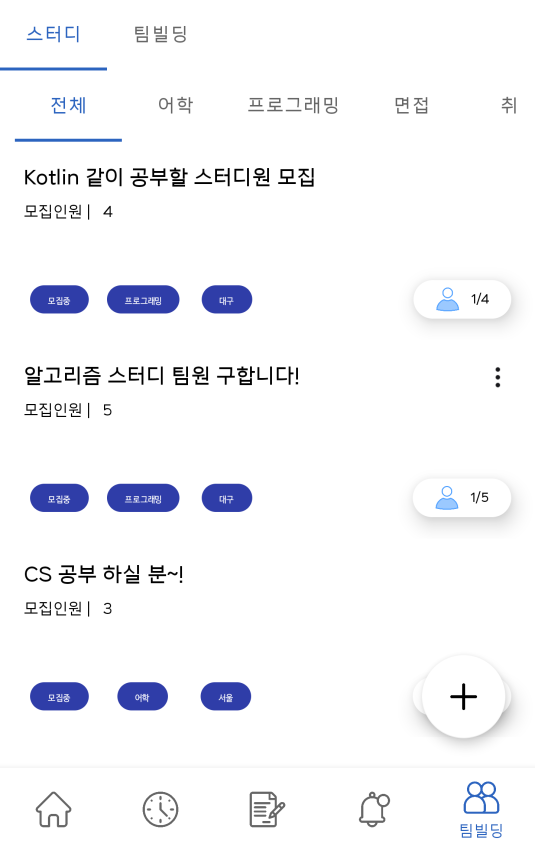 스터디 팀빌딩
전체 어학 프로그래밍 면접 취
Kotlin 같이 공부할 스터디원 모집
모집인원 | 4
모집중 프로그래밍 대구 1/4
알고리즘 스터디 팀원 구합니다!
모집인원 | 5
모집중 프로그래밍 대구 1/5
CS 공부 하실 분~!
모집인원 | 3
모집중 어학 서울
팀빌딩